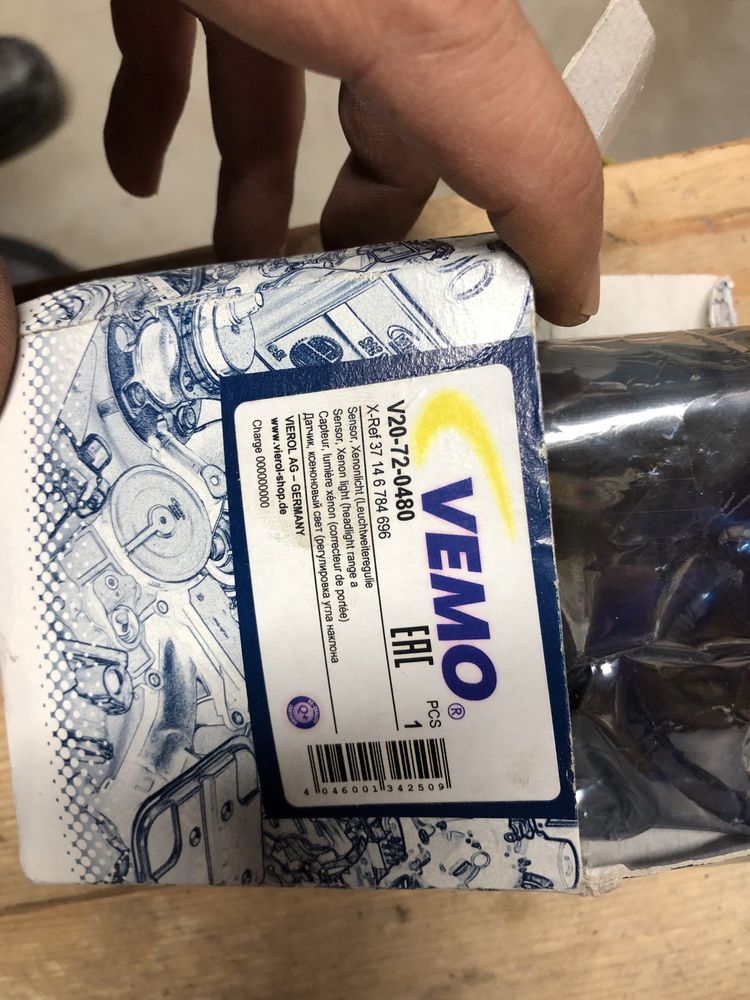 VEMO®
V20-72-0480
X-Ref 37 14 6 784 696
EAC
PCS
1
Sensor, Xenonlicht (Leuchtweiteregulie
Sensor, Xenon light (headlight range a
Capteur, lumière xénon (correcteur de portée)
Датчик, ксеноновый свет (регулировка угла наклона
VIEROL AG – GERMANY
www.vierol-shop.de
Charge 000000000
4 046001 342509